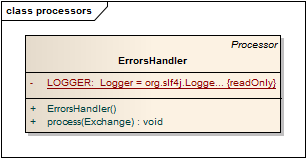 class processors
Processor
ErrorsHandler
- LOGGER: Logger = org.slf4j.Logge... {readOnly}
+ ErrorsHandler()
+ process(Exchange) : void